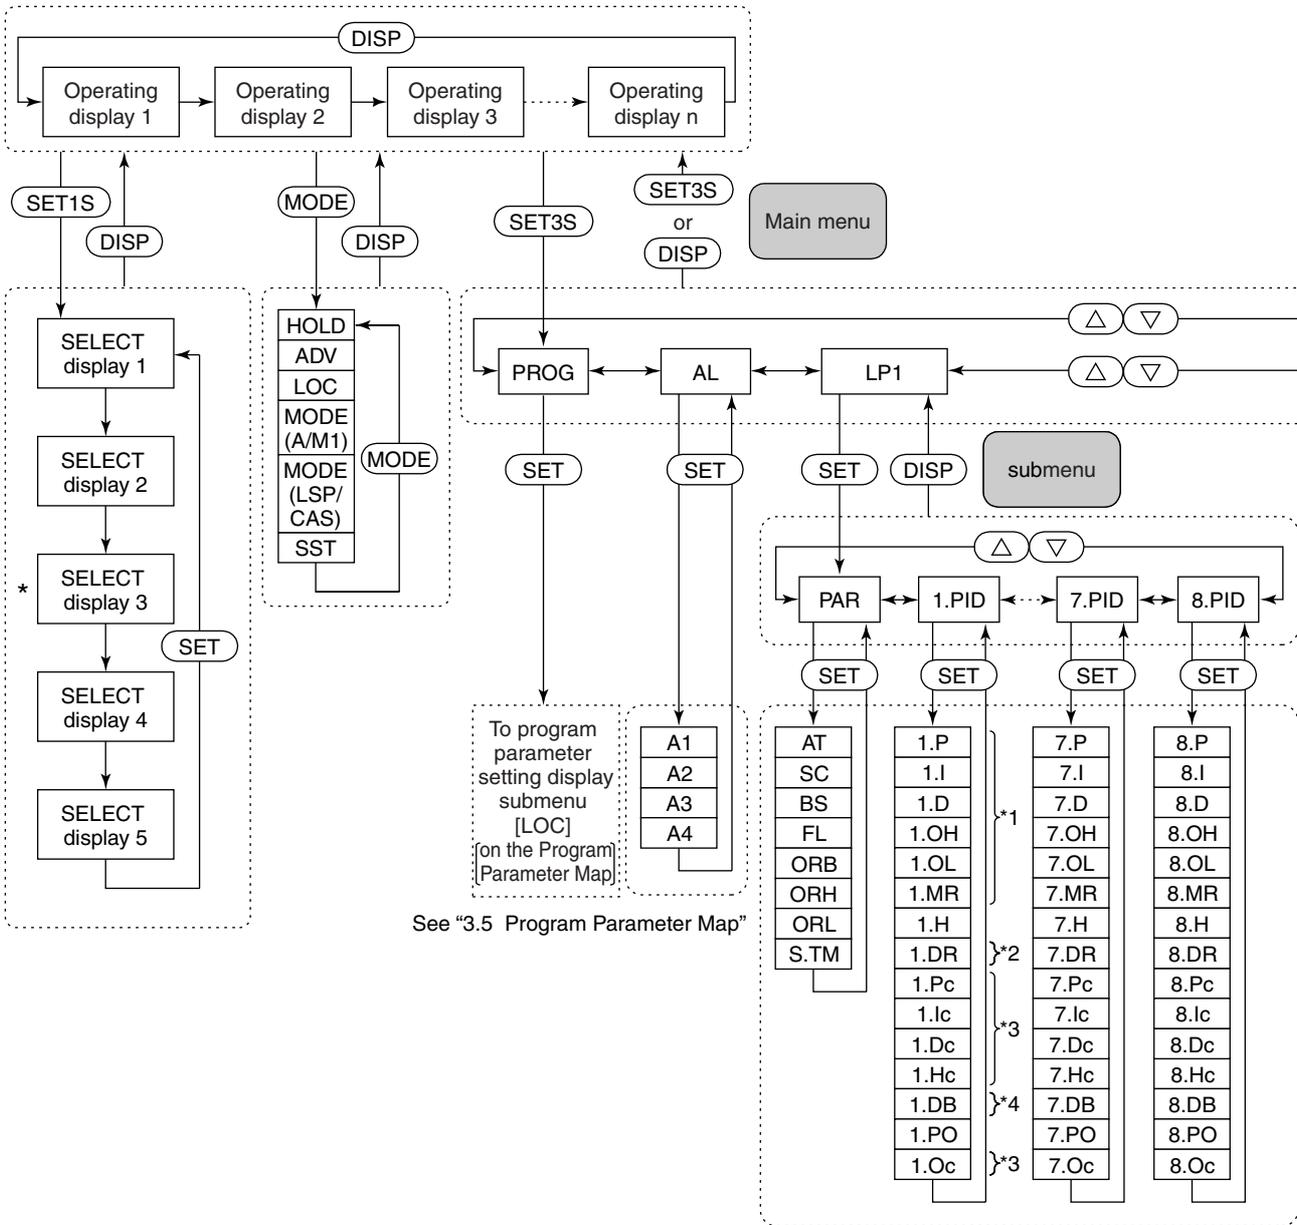 DISP
Operating
display 1
Operating
display 2
Operating
display 3
Operating
display n
SET1S
DISP
MODE
DISP
SET3S
SET3S
or
DISP
Main menu
SELECT
display 1
SELECT
display 2
*
SELECT
display 3
SELECT
display 4
SELECT
display 5
SET
HOLD
ADV
LOC
MODE
(A/M1)
MODE
(LSP/
CAS)
SST
MODE
△ ▽
PROG
AL
LP1
△ ▽
SET
SET
SET
DISP
submenu
△ ▽
PAR
1.PID
7.PID
8.PID
SET
SET
SET
SET
To program
parameter
setting display
submenu
[LOC]
[on the Program
Parameter Map]
See “3.5 Program Parameter Map”
A1
A2
A3
A4
AT
SC
BS
FL
ORB
ORH
ORL
S.TM
1.P
1.I
1.D
1.OH
1.OL
1.MR
1.H
1.DR
1.Pc
1.Ic
1.Dc
1.Hc
1.DB
1.PO
1.Oc
*1
*2
*3
*4
*3
7.P
7.I
7.D
7.OH
7.OL
7.MR
7.H
7.DR
7.Pc
7.Ic
7.Dc
7.Hc
7.DB
7.PO
7.Oc
8.P
8.I
8.D
8.OH
8.OL
8.MR
8.H
8.DR
8.Pc
8.Ic
8.Dc
8.Hc
8.DB
8.PO
8.Oc